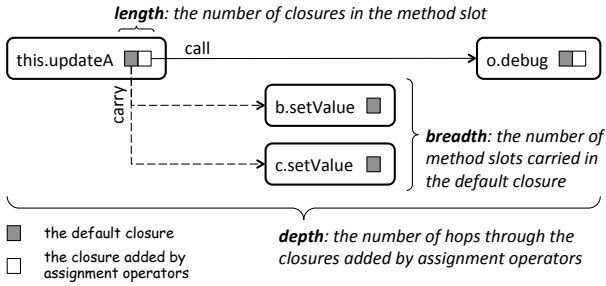 length: the number of closures in the method slot
this.updateA
call
o.debug
carry
b.setValue
c.setValue
breadth: the number of
method slots carried in
the default closure
the default closure
the closure added by
assignment operators
depth: the number of hops through the
closures added by assignment operators